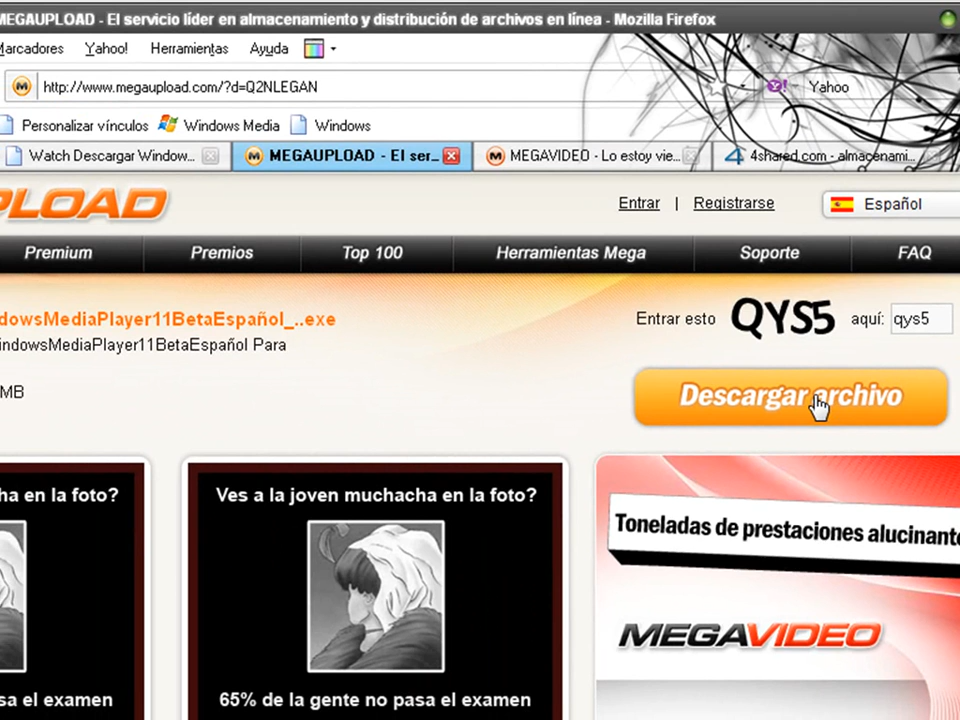 MEGAUPLOAD - El servicio líder en almacenamiento y distribución de archivos en línea - Mozilla Firefox
Marcadores Yahoo! Herramientas Ayuda
http://www.megaupload.com/?d=Q2NLEGAN Yahoo
Personalizar vínculos Windows Media Windows
Watch Descargar Window... MEGAUPLOAD - El ser... MEGAVIDEO - Lo estoy vie... 4shared.com - almacenami...
PLOAD
Entrar | Registrarse Español
Premium Premios Top 100 Herramientas Mega Soporte FAQ
dowsMediaPlayer11BetaEspañol_..exe
Entrar esto QYS5 aquí: qys5
indowsMediaPlayer11BetaEspañol Para
MB
Descargar archivo
ha en la foto?
Ves a la joven muchacha en la foto?
Toneladas de prestaciones alucinante
MEGAVIDEO
sa el examen
65% de la gente no pasa el examen